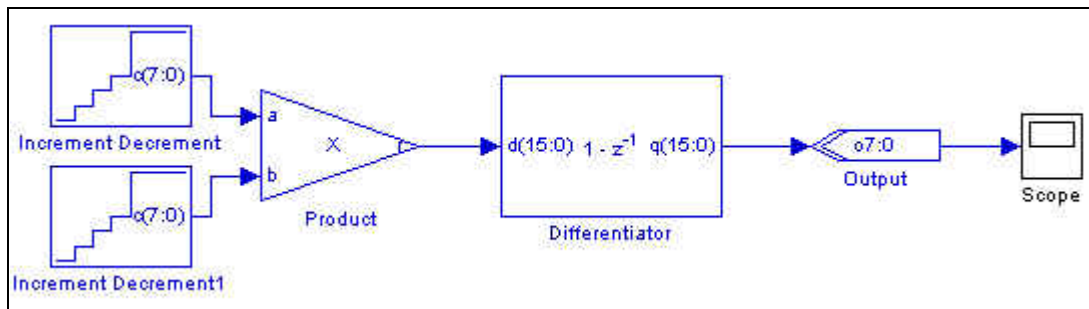 c(7:0)
Increment Decrement
c(7:0)
Increment Decrement1
a
X
r
b
Product
d(15:0) 1 - z⁻¹ q(15:0)
Differentiator
o7:0
Output
Scope